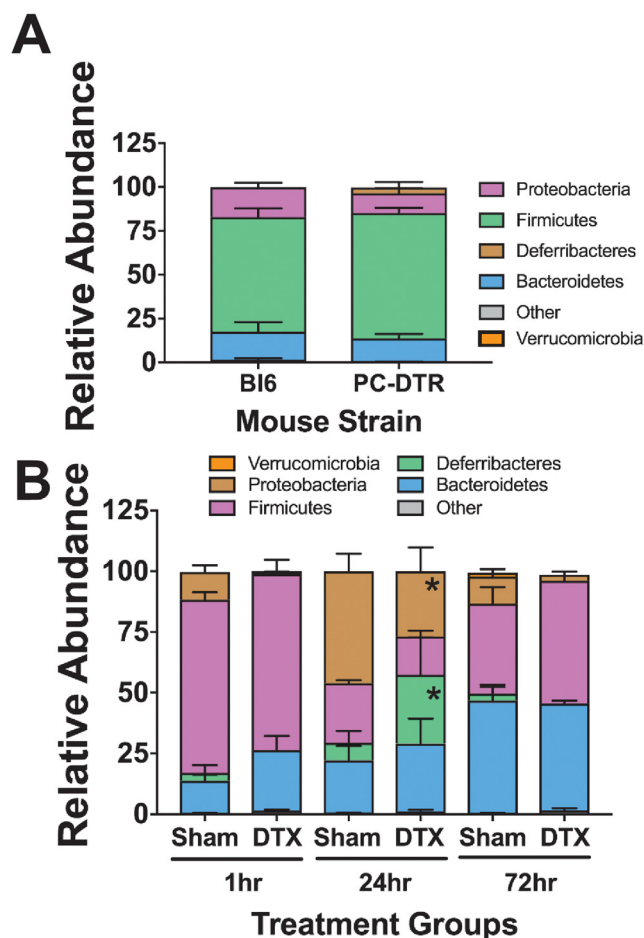 A
Relative Abundance
125
100
75
50
25
0
BI6 PC-DTR
Mouse Strain
Proteobacteria
Firmicutes
Deferribacteres
Bacteroidetes
Other
Verrucomicrobia
B
Verrucomicrobia Deferribacteres
Proteobacteria Bacteroidetes
Firmicutes Other
Relative Abundance
125
100
75
50
25
0
*
*
Sham DTX Sham DTX Sham DTX
1hr 24hr 72hr
Treatment Groups